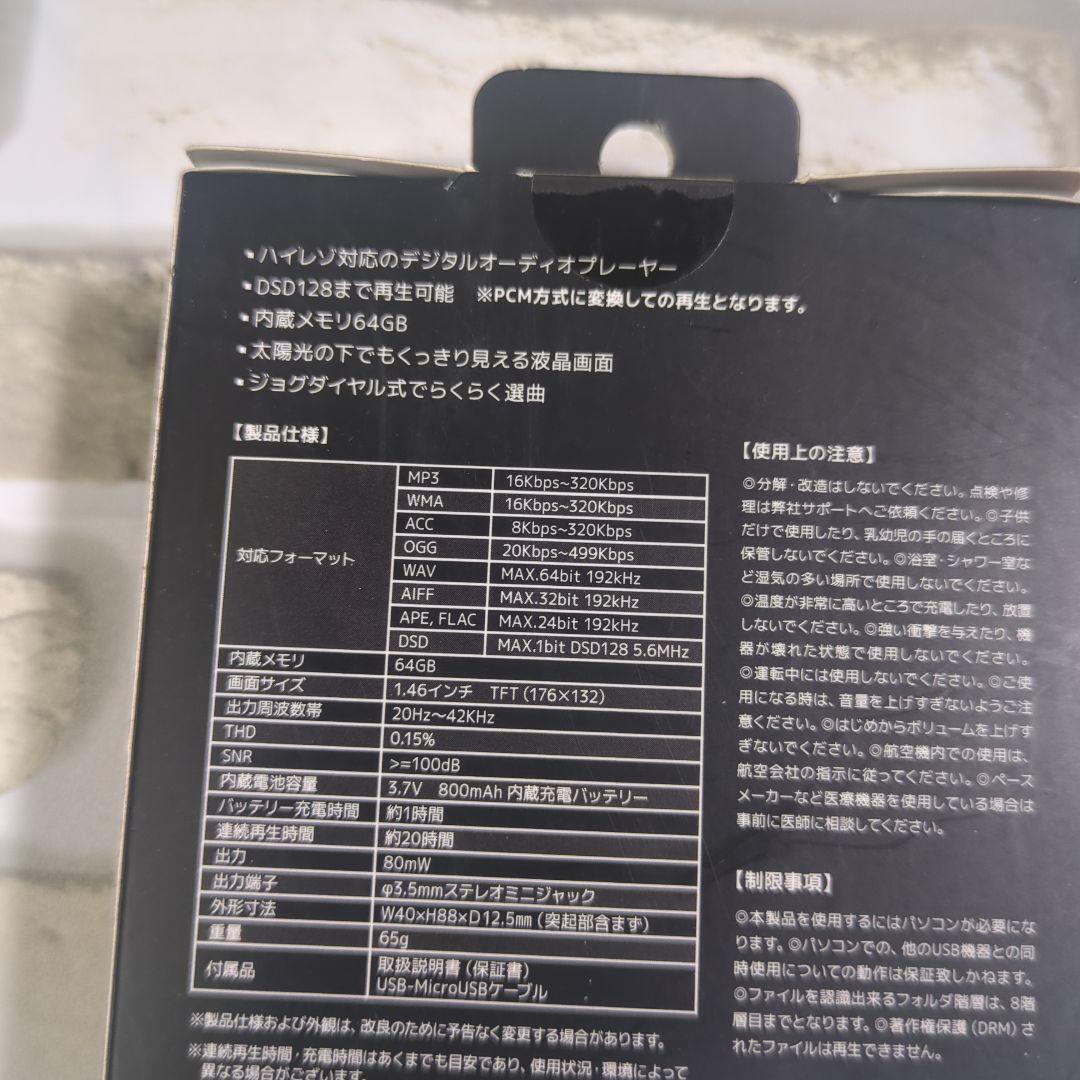 ▪ハイレゾ対応のデジタルオーディオプレーヤー
▪DSD128まで再生可能　※PCM方式に変換しての再生となります。
▪内蔵メモリ64GB
▪太陽光の下でもくっきり見える液晶画面
▪ジョグダイヤル式でらくらく選曲
【製品仕様】
対応フォーマット
MP3 16Kbps~320Kbps
WMA 16Kbps~320Kbps
ACC 8Kbps~320Kbps
OGG 20Kbps~499Kbps
WAV MAX.64bit 192kHz
AIFF MAX.32bit 192kHz
APE, FLAC MAX.24bit 192kHz
DSD MAX.1bit DSD128 5.6MHz
内蔵メモリ 64GB
画面サイズ 1.46インチ　TFT (176×132)
出力周波数帯 20Hz～42KHz
THD 0.15%
SNR >=100dB
内蔵電池容量 3.7V　800mAh 内蔵充電バッテリー
バッテリー充電時間 約1時間
連続再生時間 約20時間
出力 80mW
出力端子 φ3.5mmステレオミニジャック
外形寸法 W40×H88×D12.5㎜ (突起部含まず)
重量 65g
付属品 取扱説明書 (保証書)
USB-MicroUSBケーブル
※製品仕様および外観は、改良のために予告なく変更する場合があります。
※連続再生時間・充電時間はあくまでも目安であり、使用状況・環境によって
異なる場合がございます。
【使用上の注意】
◎分解・改造はしないでください。点検や修
理は弊社サポートへご依頼ください。◎子供
だけで使用したり、乳幼児の手の届くところに
保管しないでください。◎浴室・シャワー室な
ど湿気の多い場所で使用しないでください。
◎温度が非常に高いところで充電したり、放置
しないでください。◎強い衝撃を与えたり、機
器が壊れた状態で使用しないでください。
◎運転中には使用しないでください。◎ご使
用になる時は、音量を上げすぎないようご注
意ください。◎はじめからボリュームを上げす
ぎないでください。◎航空機内での使用は、
航空会社の指示に従ってください。◎ペース
メーカーなど医療機器を使用している場合は
事前に医師に相談してください。
【制限事項】
◎本製品を使用するにはパソコンが必要にな
ります。◎パソコンでの、他のUSB機器との同
時使用についての動作は保証致しかねます。
◎ファイルを認識出来るフォルダ階層は、8階
層目までとなります。◎著作権保護 (DRM) さ
れたファイルは再生できません。